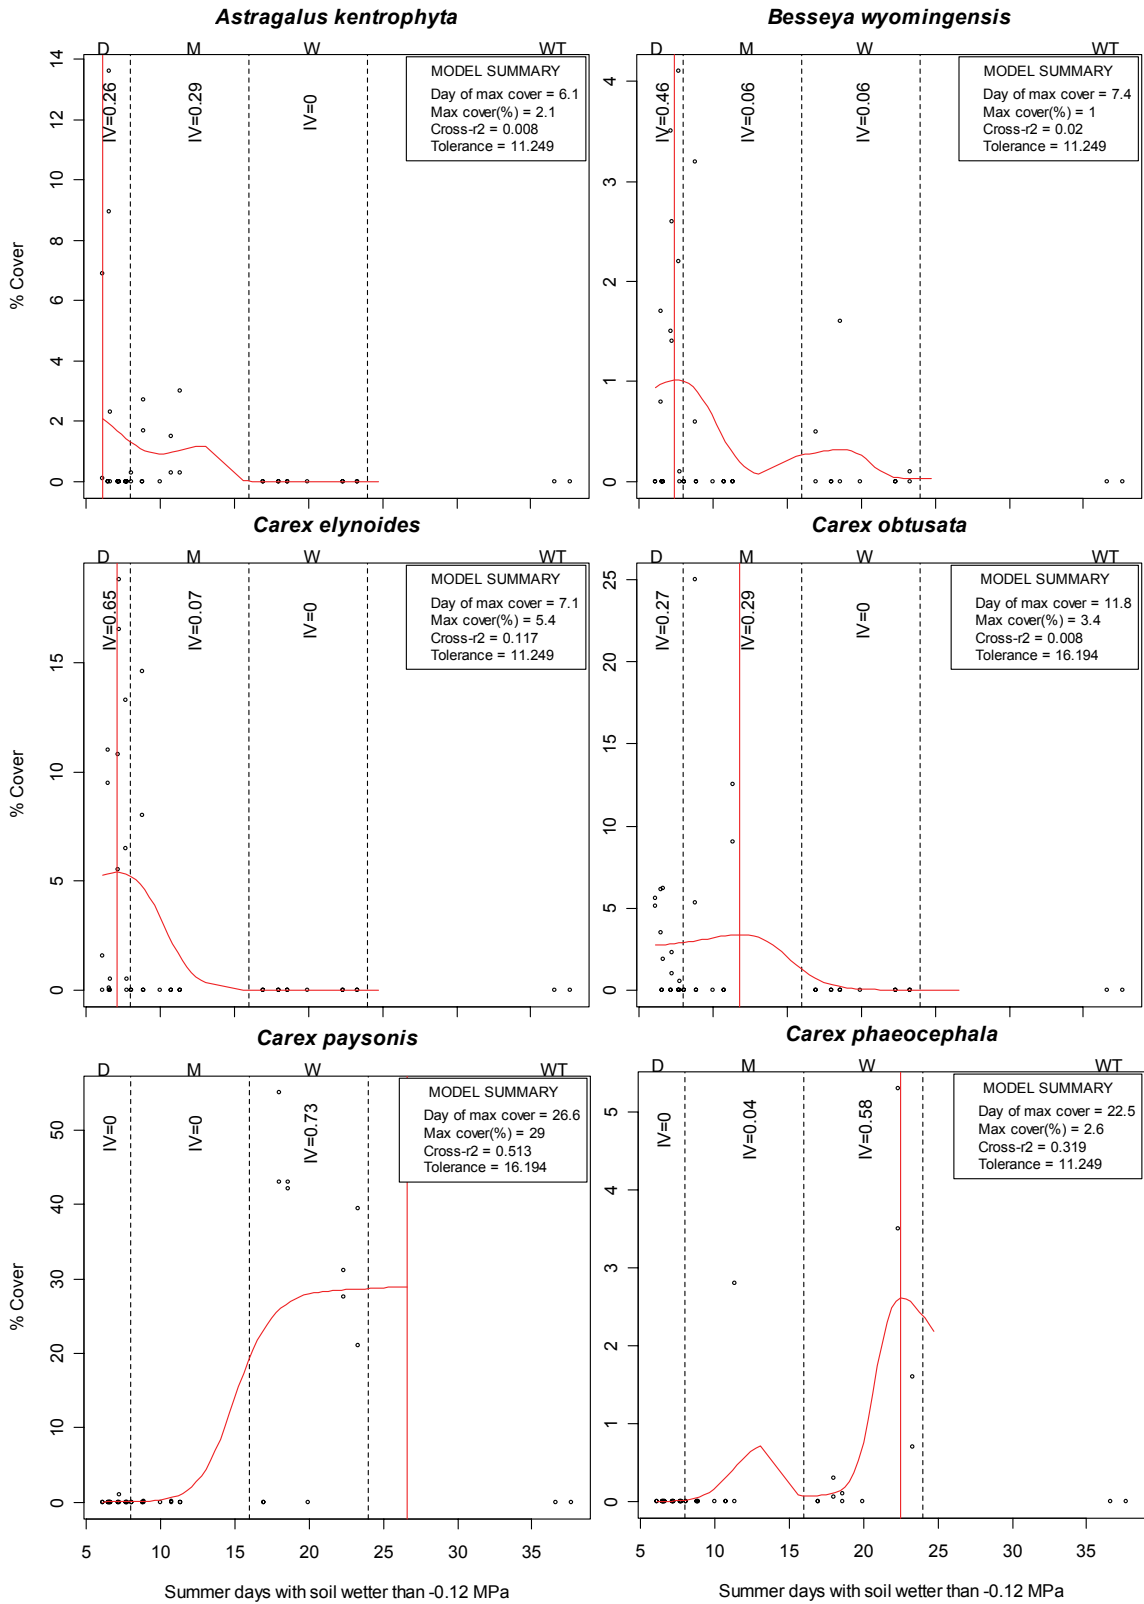 Astragalus kentrophyta
D M W WT
MODEL SUMMARY
Day of max cover = 6.1
Max cover(%) = 2.1
Cross-r2 = 0.008
Tolerance = 11.249
IV=0.26
IV=0.29
IV=0
% Cover
14
12
10
8
6
4
2
0
Besseya wyomingensis
D M W WT
MODEL SUMMARY
Day of max cover = 7.4
Max cover(%) = 1
Cross-r2 = 0.02
Tolerance = 11.249
IV=0.46
IV=0.06
IV=0.06
4
3
2
1
0
Carex elynoides
D M W WT
MODEL SUMMARY
Day of max cover = 7.1
Max cover(%) = 5.4
Cross-r2 = 0.117
Tolerance = 11.249
IV=0.65
IV=0.07
IV=0
% Cover
15
10
5
0
Carex obtusata
D M W WT
MODEL SUMMARY
Day of max cover = 11.8
Max cover(%) = 3.4
Cross-r2 = 0.008
Tolerance = 16.194
IV=0.27
IV=0.29
IV=0
25
20
15
10
5
0
Carex paysonis
D M W WT
MODEL SUMMARY
Day of max cover = 26.6
Max cover(%) = 29
Cross-r2 = 0.513
Tolerance = 16.194
IV=0
IV=0
IV=0.73
% Cover
50
40
30
20
10
0
5 10 15 20 25 30 35
Summer days with soil wetter than -0.12 MPa
Carex phaeocephala
D M W WT
MODEL SUMMARY
Day of max cover = 22.5
Max cover(%) = 2.6
Cross-r2 = 0.319
Tolerance = 11.249
IV=0
IV=0.04
IV=0.58
5
4
3
2
1
0
5 10 15 20 25 30 35
Summer days with soil wetter than -0.12 MPa